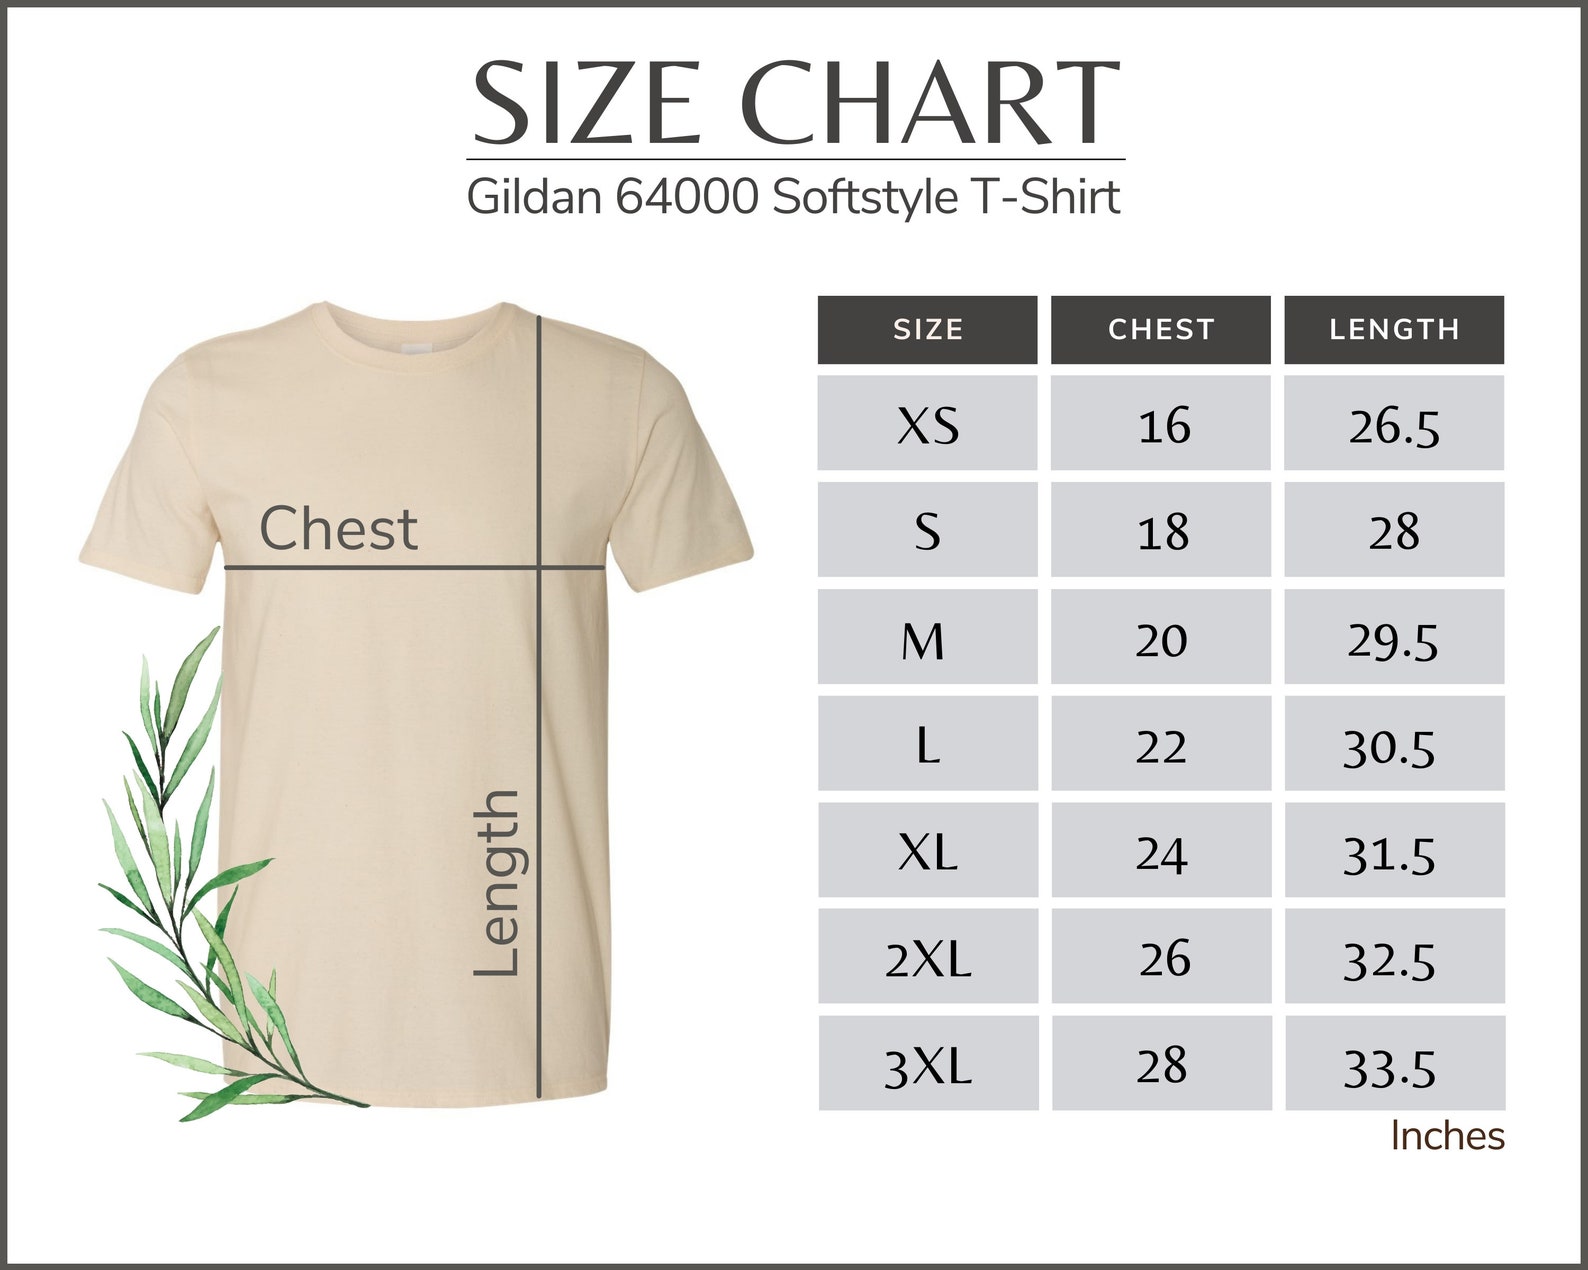 SIZE CHART
Gildan 64000 Softstyle T-Shirt
Chest
Length
SIZE CHEST LENGTH
XS 16 26.5
S 18 28
M 20 29.5
L 22 30.5
XL 24 31.5
2XL 26 32.5
3XL 28 33.5
Inches